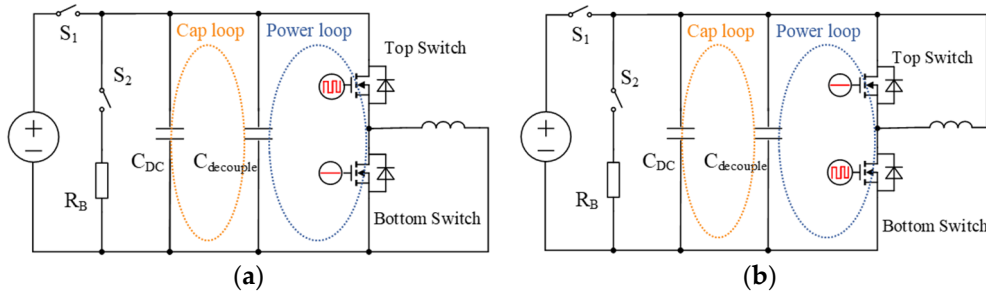 Cap loop Power loop
S1
Top Switch
S2
CDC Cdecouple
RB
Bottom Switch
(a)
Cap loop Power loop
S1
Top Switch
S2
CDC Cdecouple
RB
Bottom Switch
(b)